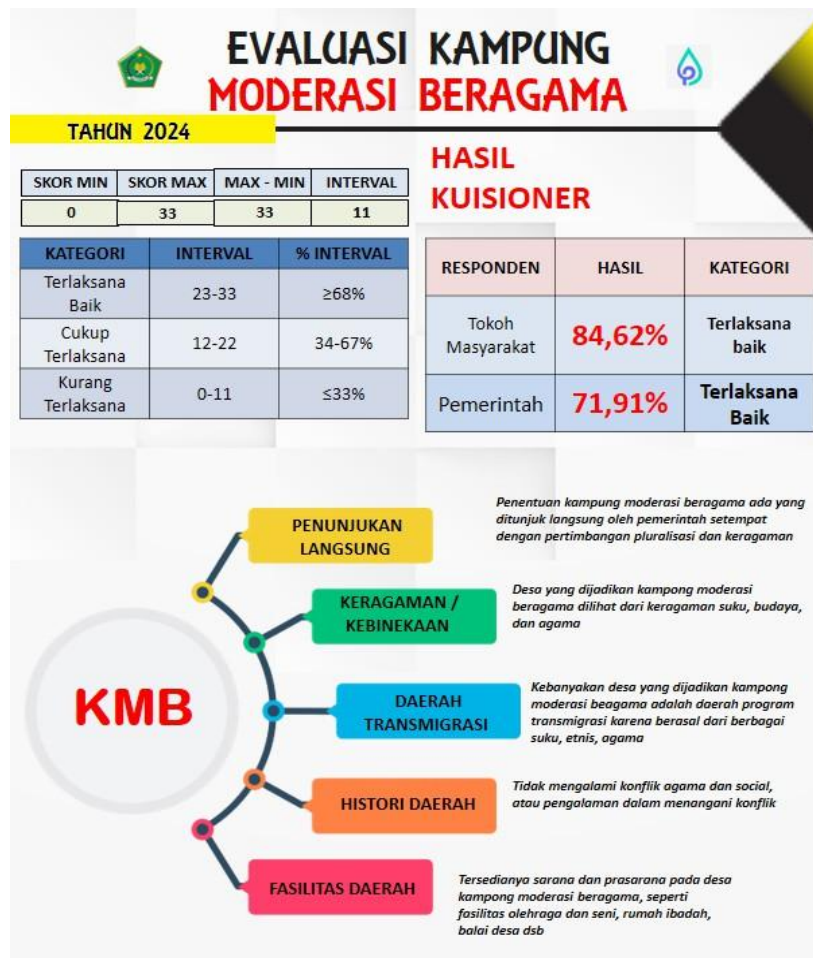 EVALUASI KAMPUNG
MODERASI BERAGAMA
TAHUN 2024
SKOR MIN SKOR MAX MAX - MIN INTERVAL
0 33 33 11
KATEGORI INTERVAL % INTERVAL
Terlaksana
Baik
23-33 ≥68%
Cukup
Terlaksana
12-22 34-67%
Kurang
Terlaksana
0-11 ≤33%
HASIL
KUISIONER
RESPONDEN HASIL KATEGORI
Tokoh
Masyarakat
84,62%
Terlaksana
baik
Pemerintah
71,91%
Terlaksana
Baik
KMB
PENUNJUKAN
LANGSUNG
Penentuan kampung moderasi beragama ada yang
ditunjuk langsung oleh pemerintah setempat
dengan pertimbangan pluralisasi dan keragaman
KERAGAMAN /
KEBINEKAAN
Desa yang dijadikan kampong moderasi
beragama dilihat dari keragaman suku, budaya,
dan agama
DAERAH
TRANSMIGRASI
Kebanyakan desa yang dijadikan kampong
moderasi beagama adalah daerah program
transmigrasi karena berasal dari berbagai
suku, etnis, agama
HISTORI DAERAH
Tidak mengalami konflik agama dan social,
atau pengalaman dalam menangani konflik
FASILITAS DAERAH
Tersedianya sarana dan prasarana pada desa
kampong moderasi beragama, seperti
fasilitas olehraga dan seni, rumah ibadah,
balai desa dsb